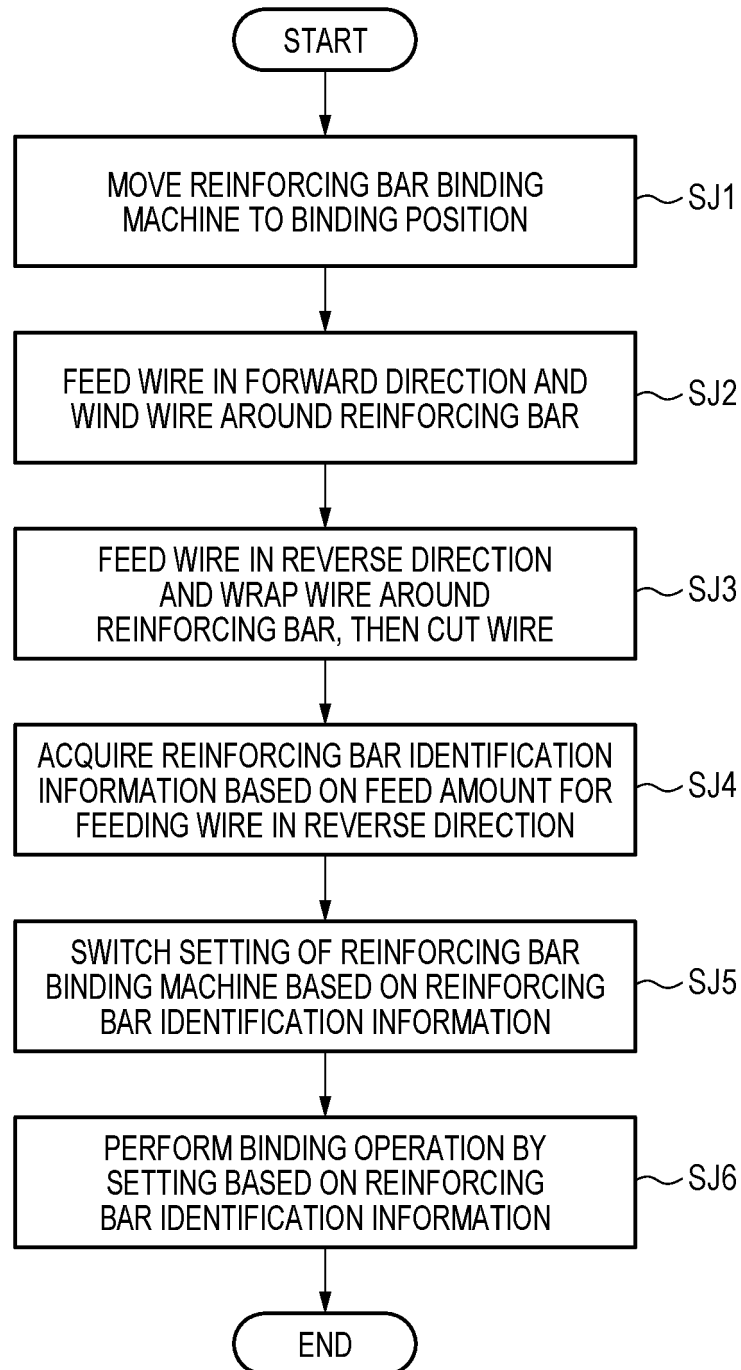 START
MOVE REINFORCING BAR BINDING
MACHINE TO BINDING POSITION
SJ1
FEED WIRE IN FORWARD DIRECTION AND
WIND WIRE AROUND REINFORCING BAR
SJ2
FEED WIRE IN REVERSE DIRECTION
AND WRAP WIRE AROUND
REINFORCING BAR, THEN CUT WIRE
SJ3
ACQUIRE REINFORCING BAR IDENTIFICATION
INFORMATION BASED ON FEED AMOUNT FOR
FEEDING WIRE IN REVERSE DIRECTION
SJ4
SWITCH SETTING OF REINFORCING BAR
BINDING MACHINE BASED ON REINFORCING
BAR IDENTIFICATION INFORMATION
SJ5
PERFORM BINDING OPERATION BY
SETTING BASED ON REINFORCING
BAR IDENTIFICATION INFORMATION
SJ6
END